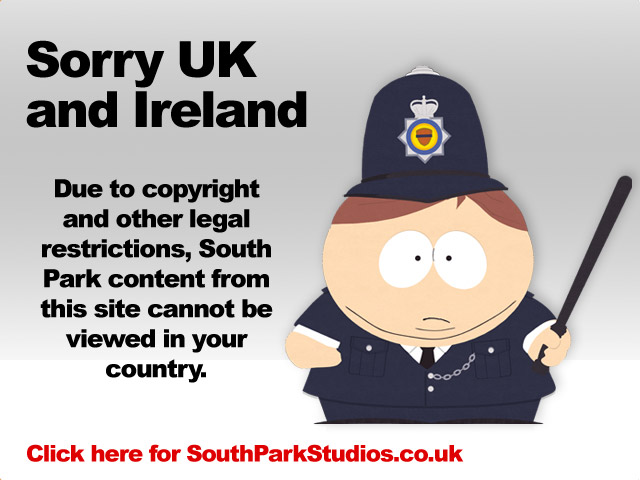 Sorry UK
and Ireland
Due to copyright
and other legal
restrictions, South
Park content from
this site cannot be
viewed in your
country.
Click here for SouthParkStudios.co.uk